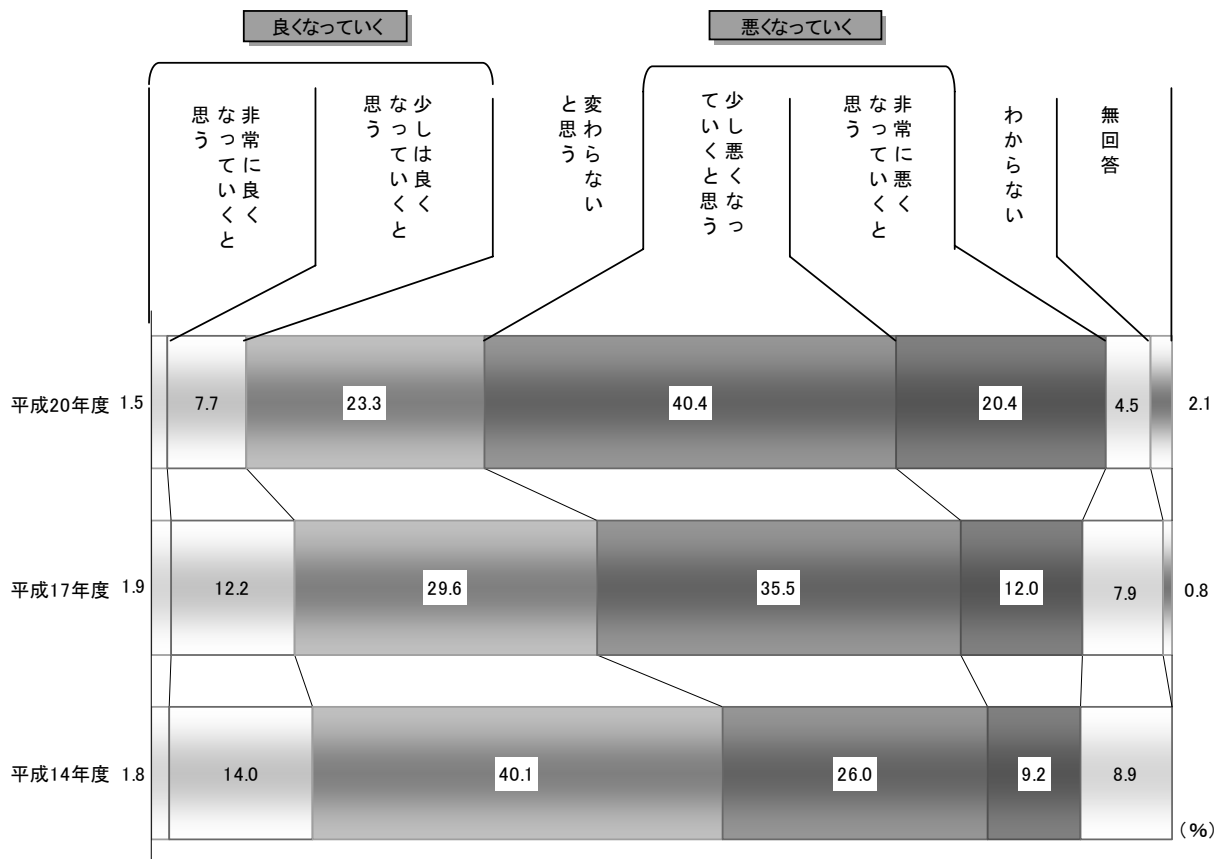 良くなっていく
悪くなっていく
非常に良く
なっていくと
思う
少しは良く
なっていくと
思う
変わらない
と思う
少し悪くなっ
ていくと思う
非常に悪く
なっていくと
思う
わからない
無回答
平成20年度 1.5 7.7 23.3 40.4 20.4 4.5 2.1
平成17年度 1.9 12.2 29.6 35.5 12.0 7.9 0.8
平成14年度 1.8 14.0 40.1 26.0 9.2 8.9
(%)